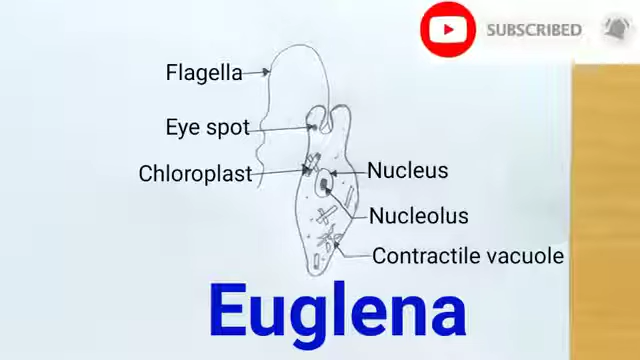 SUBSCRIBED
Flagella
Eye spot
Chloroplast
Nucleus
Nucleolus
Contractile vacuole
Euglena